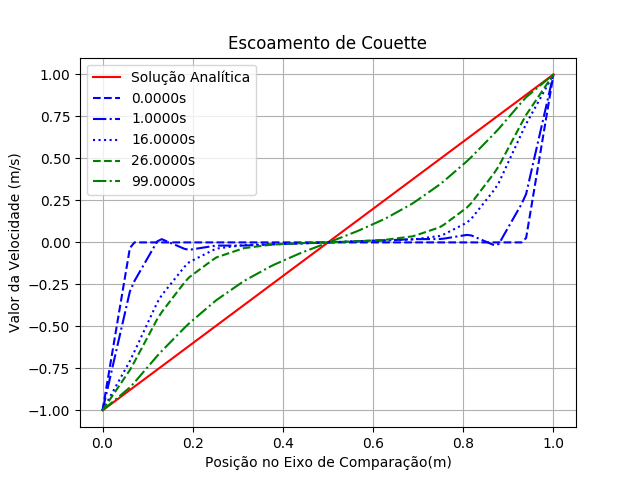 Escoamento de Couette
Solução Analítica
0.0000s
1.0000s
16.0000s
26.0000s
99.0000s
1.00
0.75
0.50
0.25
0.00
−0.25
−0.50
−0.75
−1.00
Valor da Velocidade (m/s)
0.0 0.2 0.4 0.6 0.8 1.0
Posição no Eixo de Comparação(m)